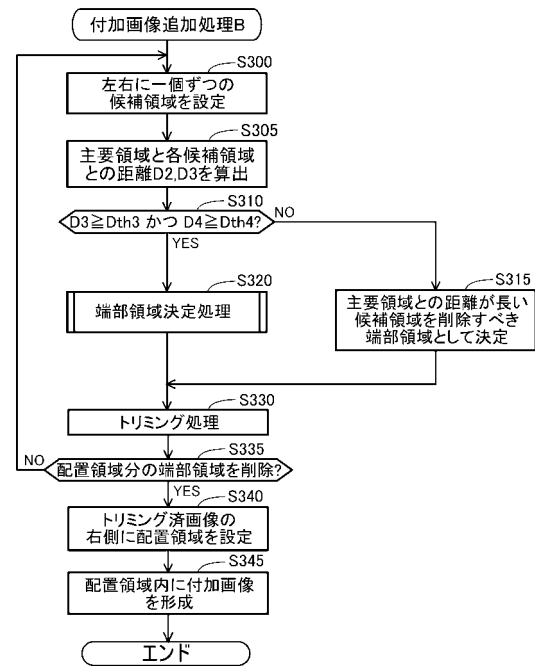 付加画像追加処理B
S300
左右に一個ずつの
候補領域を設定
S305
主要領域と各候補領域
との距離D2,D3を算出
S310
D3≧Dth3 かつ D4≧Dth4?
NO
YES
S320
端部領域決定処理
S315
主要領域との距離が長い
候補領域を削除すべき
端部領域として決定
S330
トリミング処理
S335
NO
配置領域分の端部領域を削除?
YES
S340
トリミング済画像の
右側に配置領域を設定
S345
配置領域内に付加画像
を形成
エンド